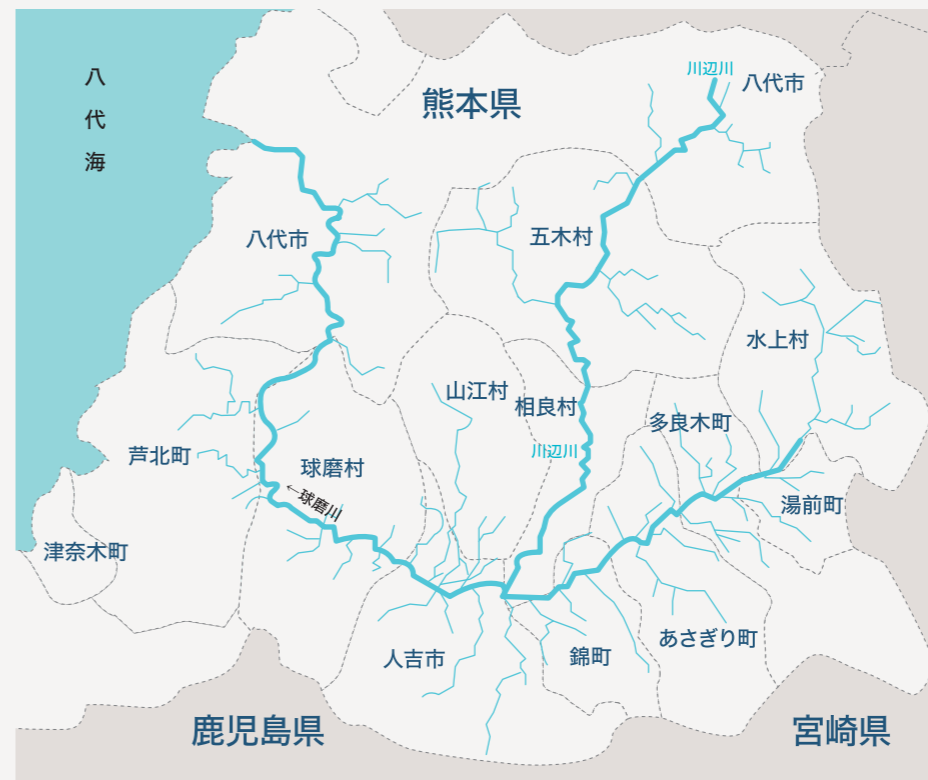 八代海
熊本県
川辺川
八代市
八代市
五木村
水上村
山江村
相良村
多良木町
川辺川
芦北町
球磨村
←球磨川
湯前町
津奈木町
あさぎり町
人吉市
錦町
鹿児島県
宮崎県